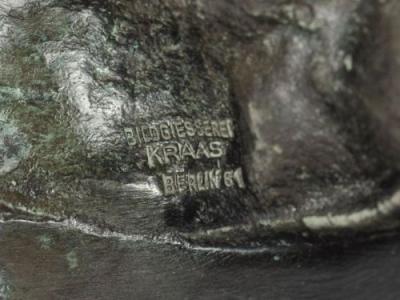 BILDGIESSEREI
KRAAS
BERLIN 61